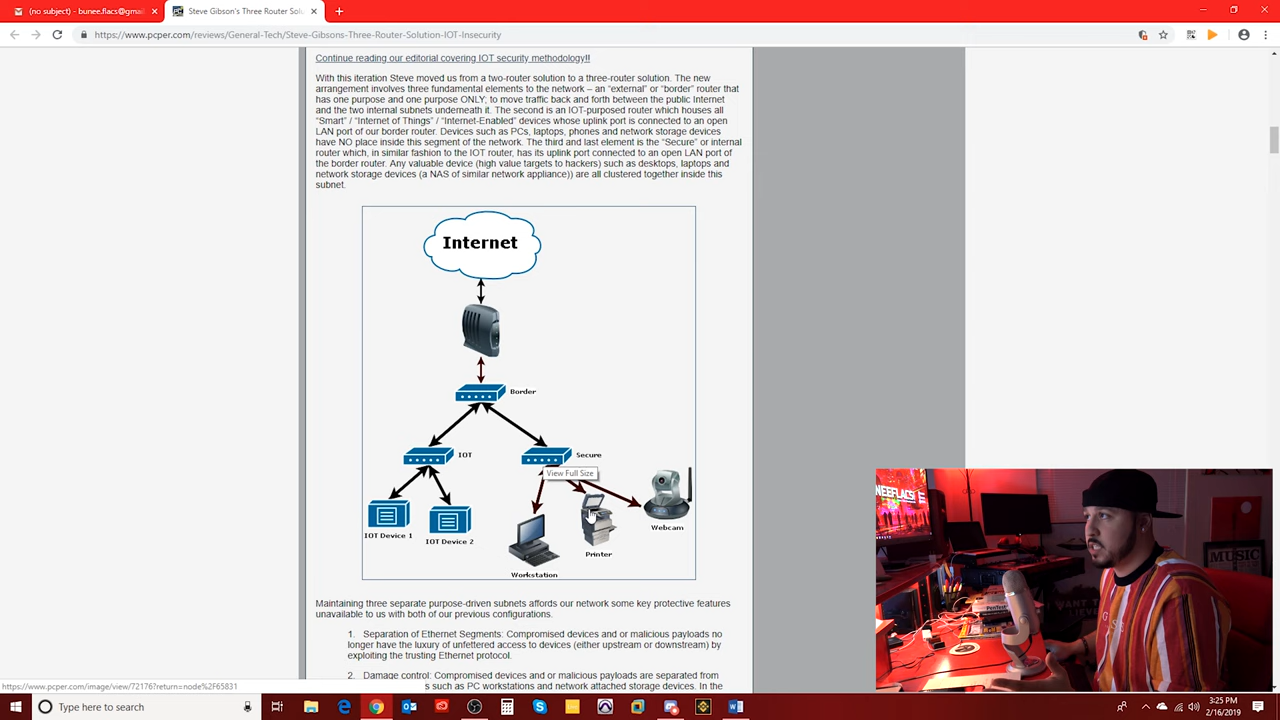 (no subject) - bunee.flacs@gmai
Steve Gibson's Three Router Solu
https://www.pcper.com/reviews/General-Tech/Steve-Gibsons-Three-Router-Solution-IOT-Insecurity
Continue reading our editorial covering IOT security methodology!!
With this iteration Steve moved us from a two-router solution to a three-router solution. The new
arrangement involves three fundamental elements to the network – an "external" or "border" router that
has one purpose and one purpose ONLY; to move traffic back and forth between the public Internet
and the two internal subnets underneath it. The second is an IOT-purposed router which houses all
"Smart" / "Internet of Things" / "Internet-Enabled" devices whose uplink port is connected to an open
LAN port of our border router. Devices such as PCs, laptops, phones and network storage devices
have NO place inside this segment of the network. The third and last element is the "Secure" or internal
router which, in similar fashion to the IOT router, has its uplink port connected to an open LAN port of
the border router. Any valuable device (high value targets to hackers) such as desktops, laptops and
network storage devices (a NAS of similar network appliance)) are all clustered together inside this
subnet.
Internet
Border
IOT
Secure
View Full Size
IOT Device 1
IOT Device 2
Workstation
Printer
Webcam
Maintaining three separate purpose-driven subnets affords our network some key protective features
unavailable to us with both of our previous configurations.
1. Separation of Ethernet Segments: Compromised devices and or malicious payloads no
longer have the luxury of unfettered access to devices (either upstream or downstream) by
exploiting the trusting Ethernet protocol.
2. Damage control: Compromised devices and or malicious payloads are separated from
s such as PC workstations and network attached storage devices. In the
https://www.pcper.com/image/view/72176?return=node%2F65831
NEEFLACS
MUSIC
Type here to search
3:25 PM
2/16/2019